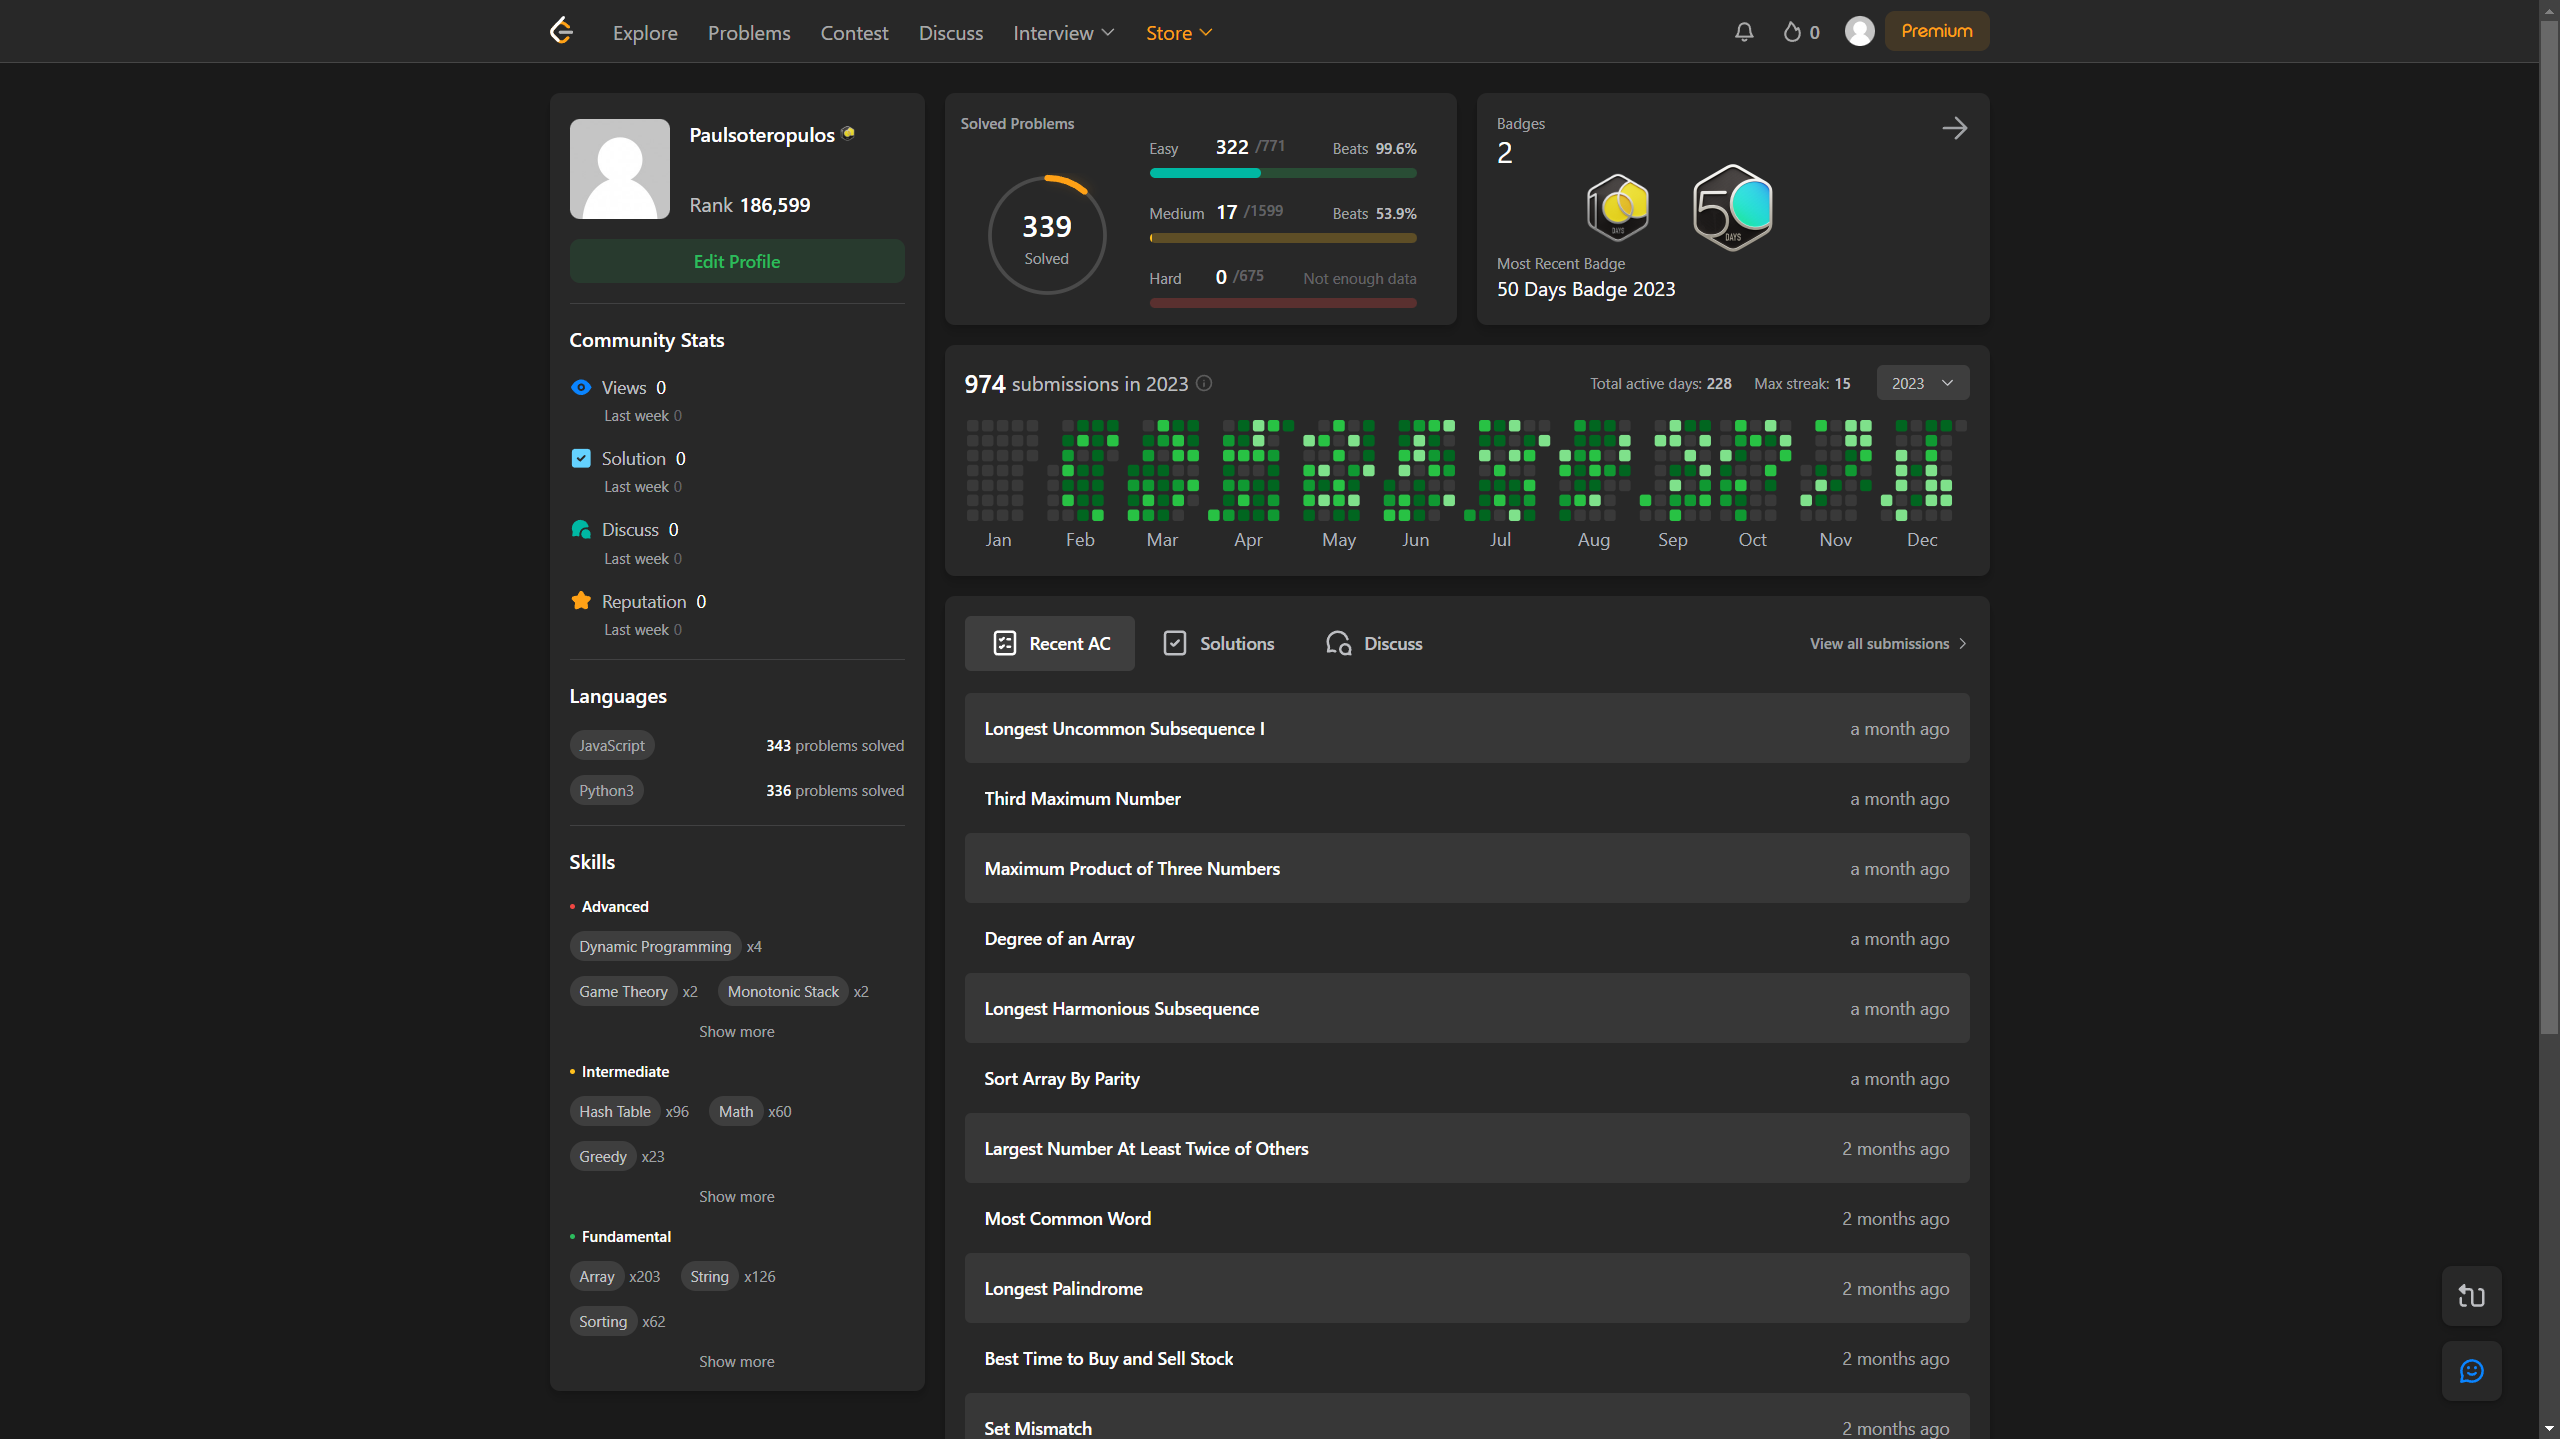 Explore Problems Contest Discuss Interview Store 0 Premium
Paulsoteropulos
Rank 186,599
Edit Profile
Community Stats
Views 0
Last week 0
Solution 0
Last week 0
Discuss 0
Last week 0
Reputation 0
Last week 0
Languages
JavaScript 343 problems solved
Python3 336 problems solved
Skills
Advanced
Dynamic Programming x4
Game Theory x2 Monotonic Stack x2
Show more
Intermediate
Hash Table x96 Math x60
Greedy x23
Show more
Fundamental
Array x203 String x126
Sorting x62
Show more
Solved Problems
339
Solved
Easy 322 /771 Beats 99.6%
Medium 17 /1599 Beats 53.9%
Hard 0 /675 Not enough data
Badges
2
100
DAYS
50
DAYS
Most Recent Badge
50 Days Badge 2023
974 submissions in 2023 Total active days: 228 Max streak: 15 2023
Jan Feb Mar Apr May Jun Jul Aug Sep Oct Nov Dec
Recent AC Solutions Discuss View all submissions
Longest Uncommon Subsequence I a month ago
Third Maximum Number a month ago
Maximum Product of Three Numbers a month ago
Degree of an Array a month ago
Longest Harmonious Subsequence a month ago
Sort Array By Parity a month ago
Largest Number At Least Twice of Others 2 months ago
Most Common Word 2 months ago
Longest Palindrome 2 months ago
Best Time to Buy and Sell Stock 2 months ago
Set Mismatch 2 months ago